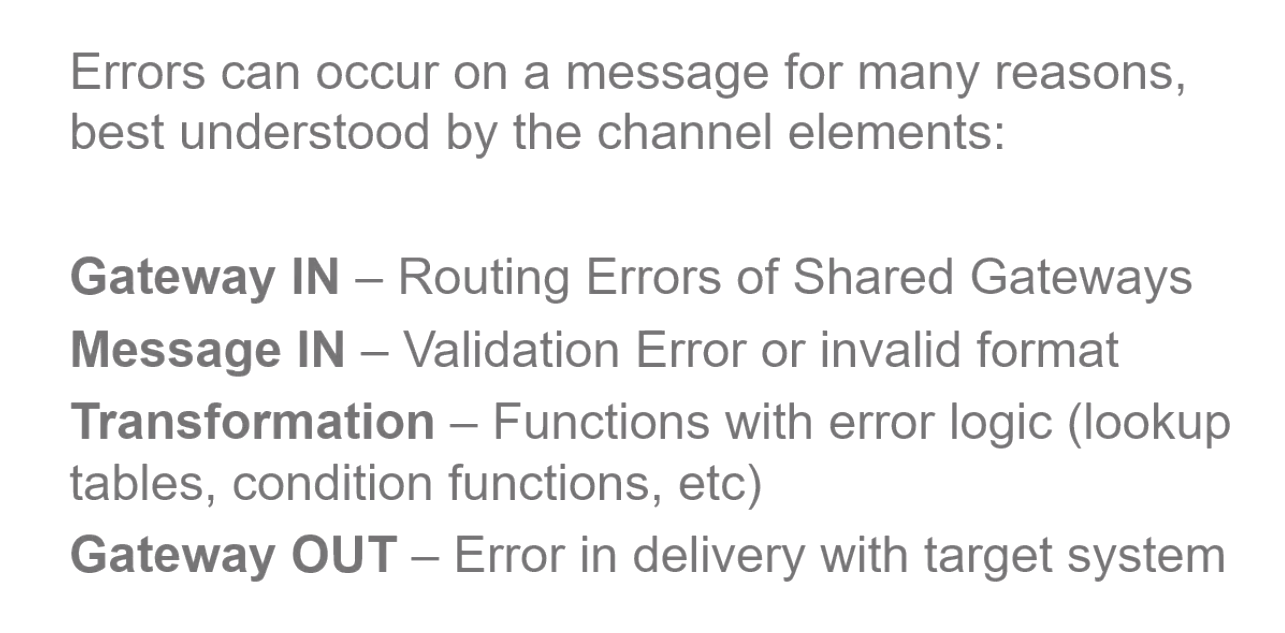 Errors can occur on a message for many reasons,
best understood by the channel elements:
Gateway IN – Routing Errors of Shared Gateways
Message IN – Validation Error or invalid format
Transformation – Functions with error logic (lookup
tables, condition functions, etc)
Gateway OUT – Error in delivery with target system